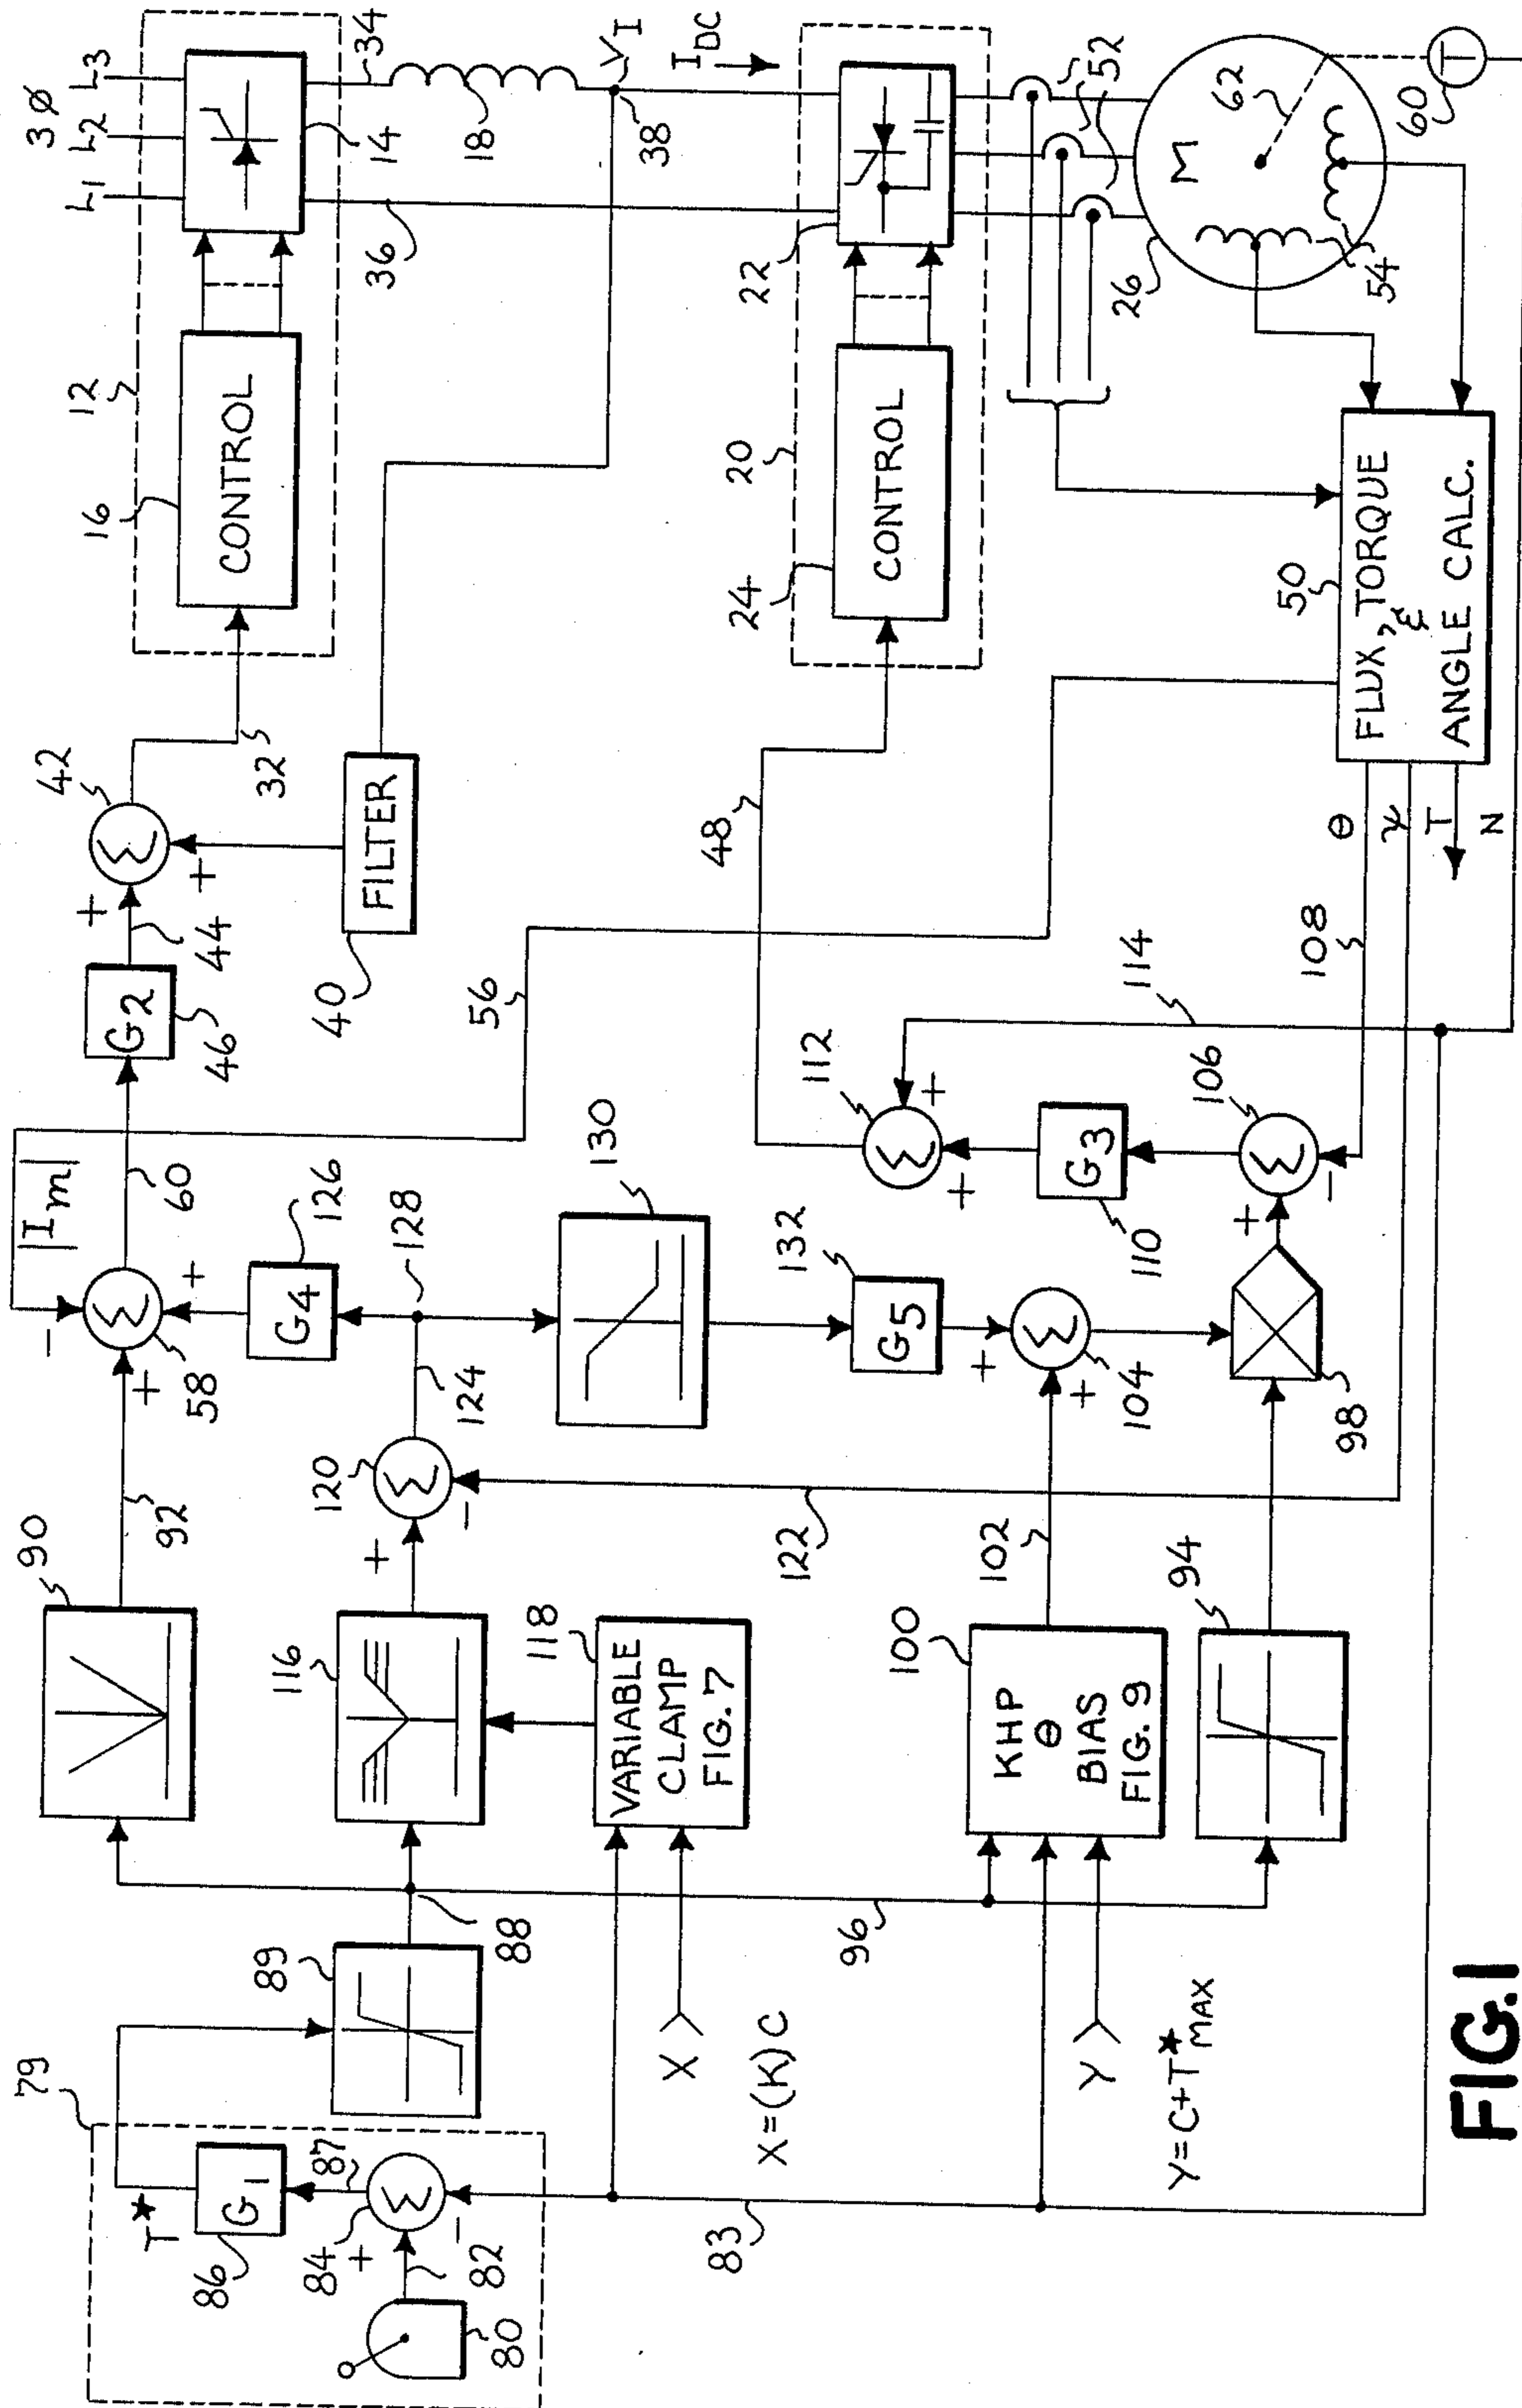 79
T*
G1
86
87
84
+
-
82
80
83
89
88
90
92
+
-
58
|Im|
60
G2
46
44
+
42
+
32
FILTER
40
12
16
CONTROL
3Ø
L1
L2
L3
14
34
36
18
VI
38
IDC
116
VARIABLE
CLAMP
FIG. 7
118
X
X=(K)C
+
120
-
122
124
G4
126
+
128
130
56
132
G5
+
104
+
102
100
KHP
Θ
BIAS
FIG. 9
Y
Y=C+T*MAX
96
94
98
+
106
-
G3
110
+
112
+
114
48
108
Θ
Ψ
T
N
20
24
CONTROL
22
52
50
FLUX, TORQUE
&
ANGLE CALC.
26
M
62
54
60
T
FIG.1